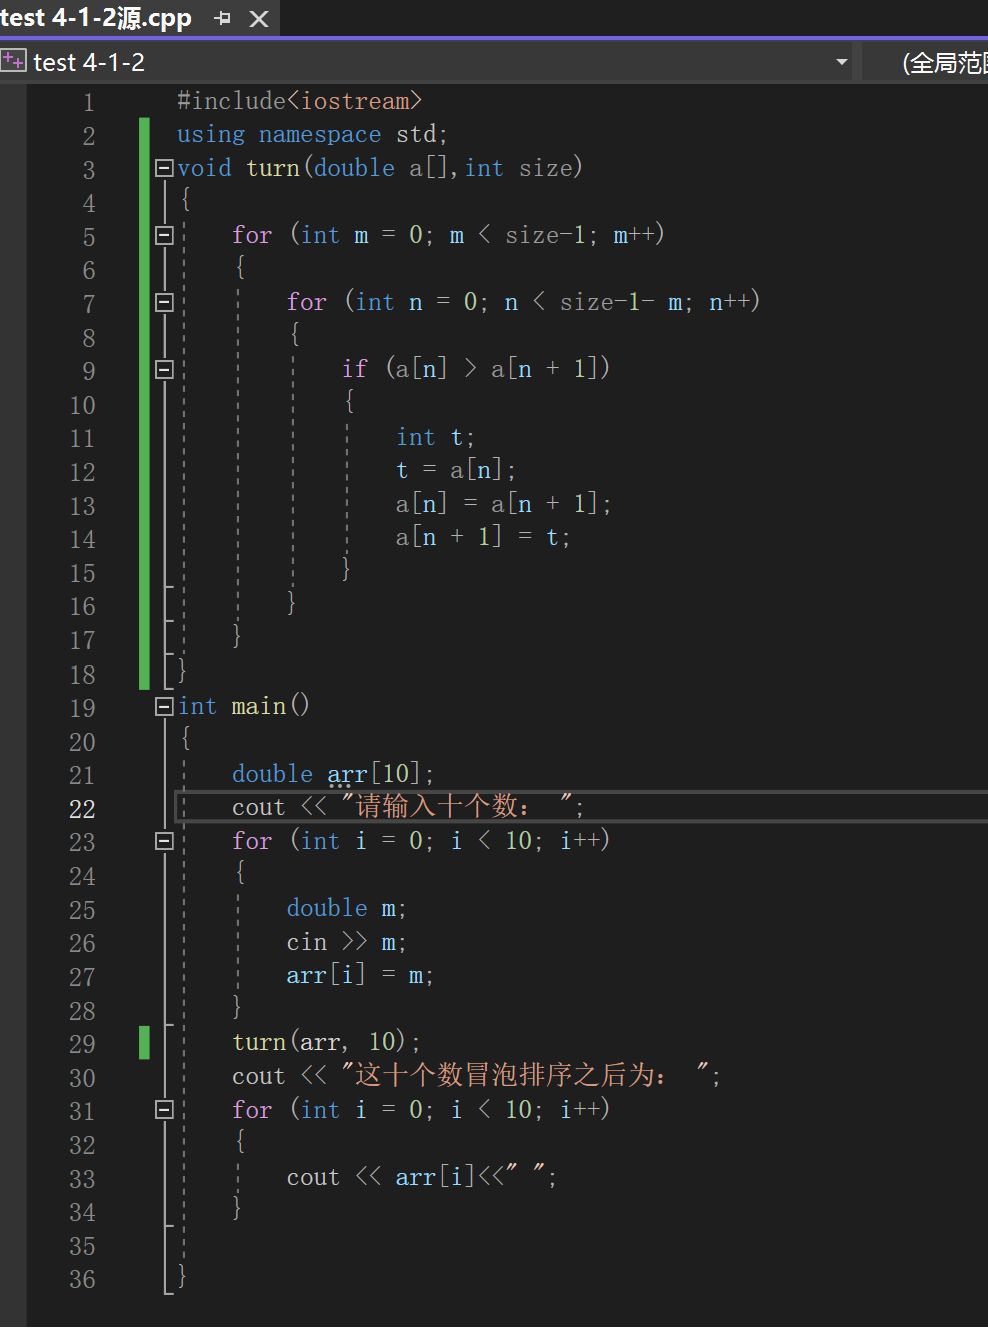 test 4-1-2源.cpp
test 4-1-2
(全局范
1 #include<iostream>
2 using namespace std;
3 void turn(double a[],int size)
4 {
5 for (int m = 0; m < size-1; m++)
6 {
7 for (int n = 0; n < size-1- m; n++)
8 {
9 if (a[n] > a[n + 1])
10 {
11 int t;
12 t = a[n];
13 a[n] = a[n + 1];
14 a[n + 1] = t;
15 }
16 }
17 }
18 }
19 int main()
20 {
21 double arr[10];
22 cout << "请输入十个数： ";
23 for (int i = 0; i < 10; i++)
24 {
25 double m;
26 cin >> m;
27 arr[i] = m;
28 }
29 turn(arr, 10);
30 cout << "这十个数冒泡排序之后为： ";
31 for (int i = 0; i < 10; i++)
32 {
33 cout << arr[i]<<" ";
34 }
35
36 }